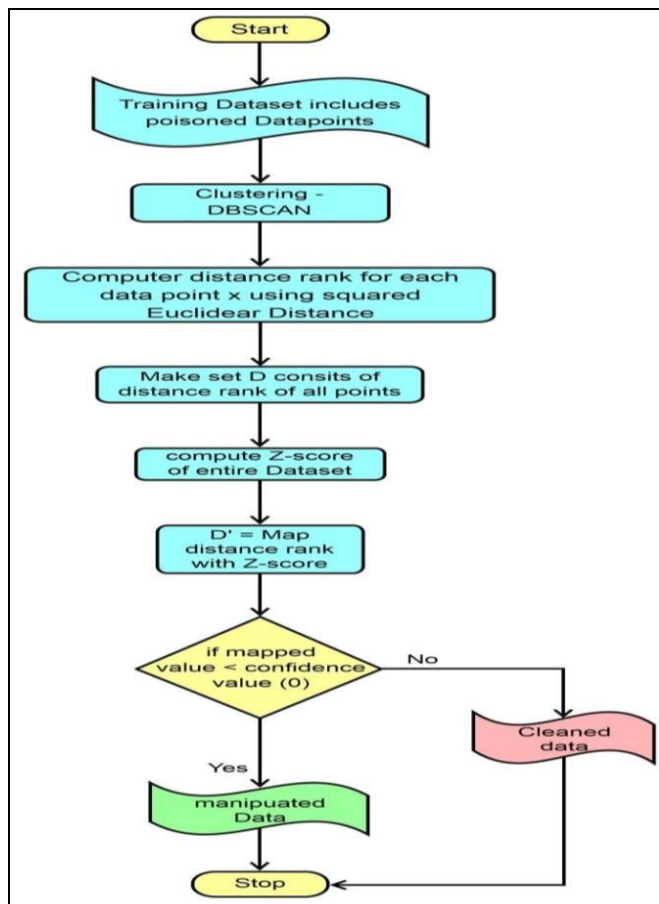 Start
Training Dataset includes
poisoned Datapoints
Clustering -
DBSCAN
Computer distance rank for each
data point x using squared
Euclidear Distance
Make set D consits of
distance rank of all points
compute Z-score
of entire Dataset
D' = Map
distance rank
with Z-score
if mapped
value < confidence
value (0)
No
Cleaned
data
Yes
manipuated
Data
Stop